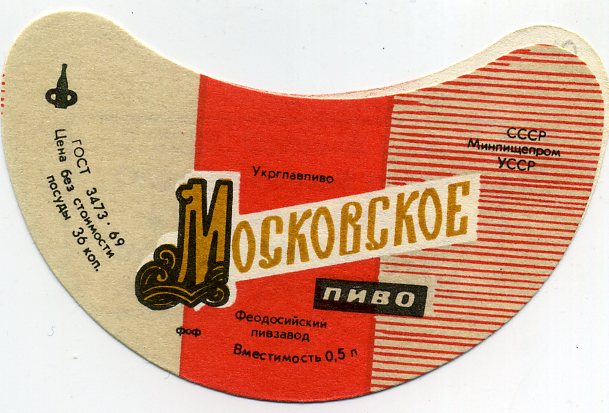 ГОСТ 3473-69
Цена без стоимости
посуды 36 коп.
Укрглавпиво
Московское
пиво
фоф
Феодосийский
пивзавод
Вместимость 0,5 л
СССР
Минпищепром
УССР